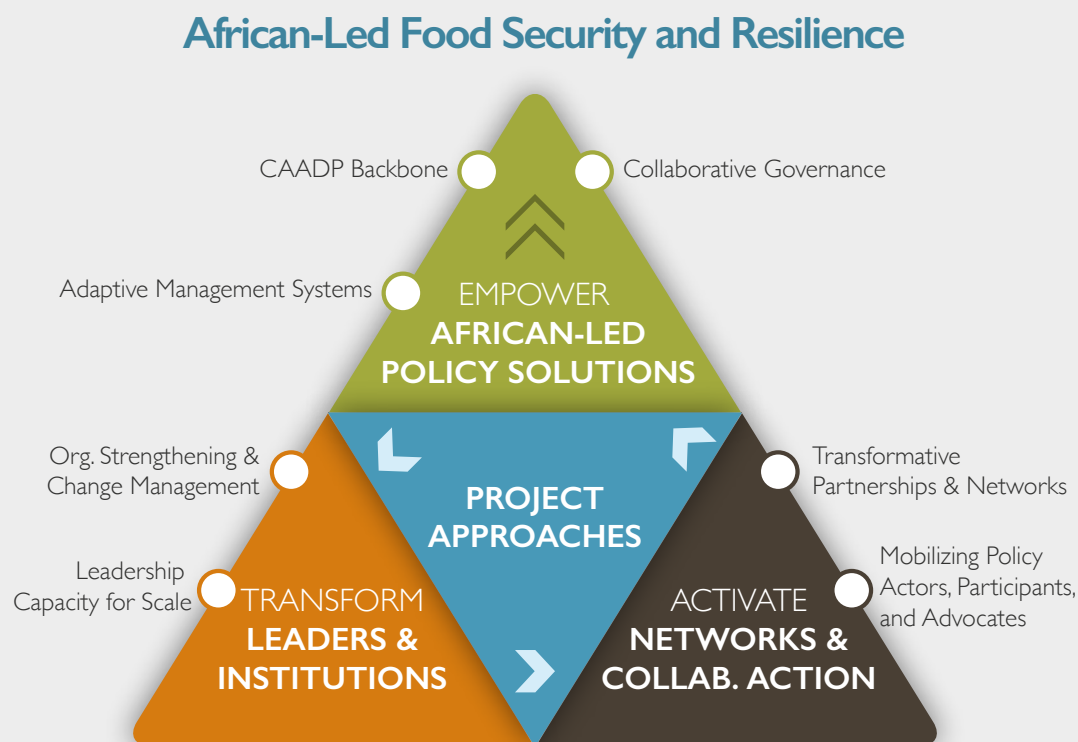 African-Led Food Security and Resilience
CAADP Backbone
Collaborative Governance
Adaptive Management Systems
EMPOWER
AFRICAN-LED
POLICY SOLUTIONS
Org. Strengthening &
Change Management
Transformative
Partnerships & Networks
PROJECT
APPROACHES
Leadership
Capacity for Scale
Mobilizing Policy
Actors, Participants,
and Advocates
TRANSFORM
LEADERS &
INSTITUTIONS
ACTIVATE
NETWORKS &
COLLAB. ACTION